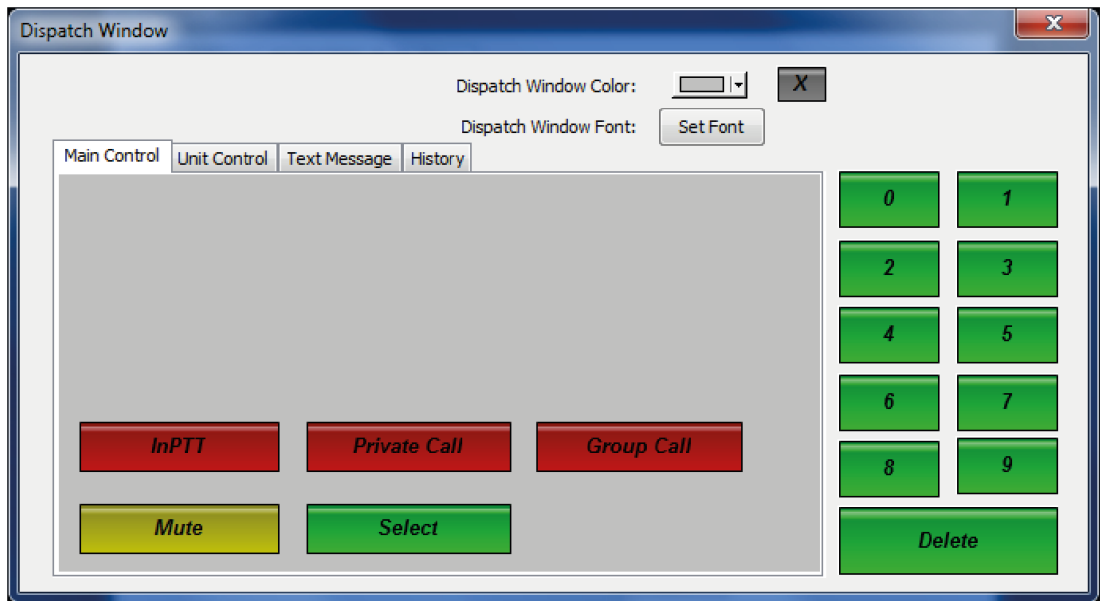 Dispatch Window
X
Dispatch Window Color:
X
Dispatch Window Font:
Set Font
Main Control
Unit Control
Text Message
History
0
1
2
3
4
5
6
7
8
9
InPTT
Private Call
Group Call
Mute
Select
Delete